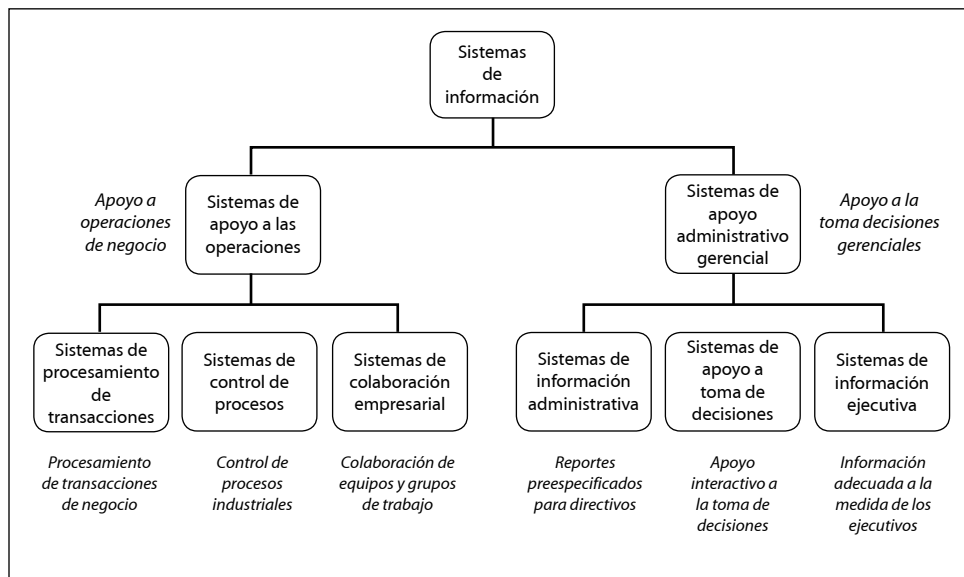 Sistemas
de
información
Apoyo a
operaciones
de negocio
Sistemas de
apoyo a las
operaciones
Sistemas de
apoyo
administrativo
gerencial
Apoyo a la
toma decisiones
gerenciales
Sistemas de
procesamiento
de
transacciones
Sistemas de
control de
procesos
Sistemas de
colaboración
empresarial
Sistemas de
información
administrativa
Sistemas de
apoyo a
toma de
decisiones
Sistemas de
información
ejecutiva
Procesamiento
de transacciones
de negocio
Control de
procesos
industriales
Colaboración de
equipos y grupos
de trabajo
Reportes
preespecificados
para directivos
Apoyo
interactivo a
la toma de
decisiones
Información
adecuada a la
medida de los
ejecutivos